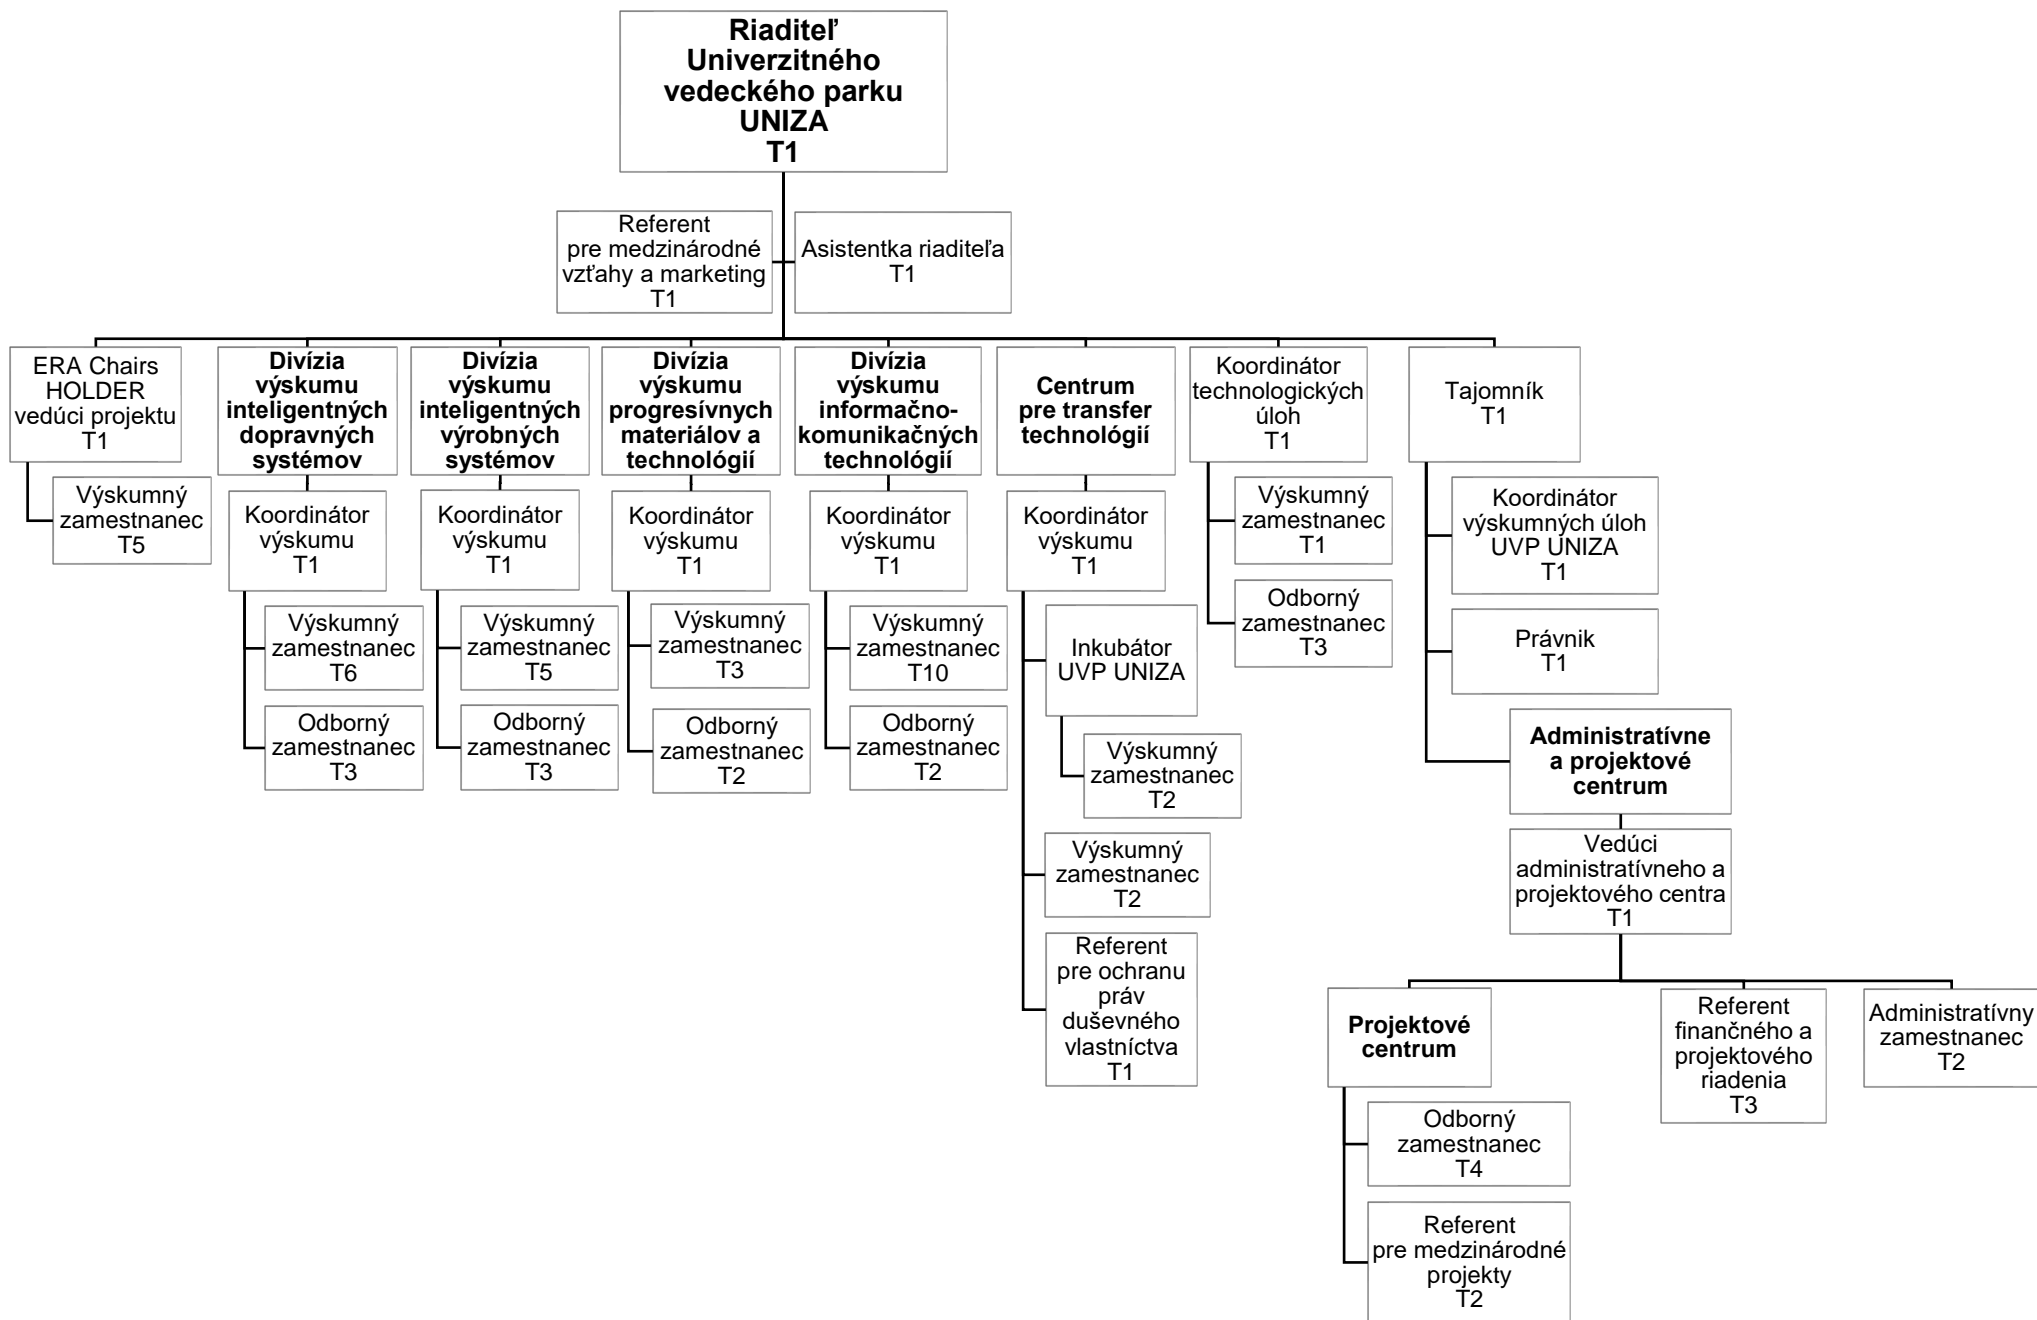 Riaditeľ
Univerzitného
vedeckého parku
UNIZA
T1
Referent
pre medzinárodné
vzťahy a marketing
T1
Asistentka riaditeľa
T1
ERA Chairs
HOLDER
vedúci projektu
T1
Výskumný
zamestnanec
T5
Divízia
výskumu
inteligentných
dopravných
systémov
Koordinátor
výskumu
T1
Výskumný
zamestnanec
T6
Odborný
zamestnanec
T3
Divízia
výskumu
inteligentných
výrobných
systémov
Koordinátor
výskumu
T1
Výskumný
zamestnanec
T5
Odborný
zamestnanec
T3
Divízia
výskumu
progresívnych
materiálov a
technológií
Koordinátor
výskumu
T1
Výskumný
zamestnanec
T3
Odborný
zamestnanec
T2
Divízia
výskumu
informačno-
komunikačných
technológií
Koordinátor
výskumu
T1
Výskumný
zamestnanec
T10
Odborný
zamestnanec
T2
Centrum
pre transfer
technológií
Koordinátor
výskumu
T1
Inkubátor
UVP UNIZA
Výskumný
zamestnanec
T2
Výskumný
zamestnanec
T2
Referent
pre ochranu
práv
duševného
vlastníctva
T1
Koordinátor
technologických
úloh
T1
Výskumný
zamestnanec
T1
Odborný
zamestnanec
T3
Tajomník
T1
Koordinátor
výskumných úloh
UVP UNIZA
T1
Právnik
T1
Administratívne
a projektové
centrum
Vedúci
administratívneho a
projektového centra
T1
Projektové
centrum
Odborný
zamestnanec
T4
Referent
pre medzinárodné
projekty
T2
Referent
finančného a
projektového
riadenia
T3
Administratívny
zamestnanec
T2